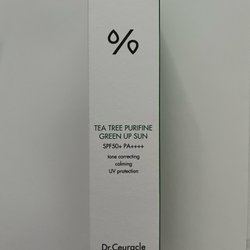 TEA TREE PURIFINE
GREEN UP SUN
SPF50+ PA++++
tone correcting
calming
UV protection
Dr.Ceuracle